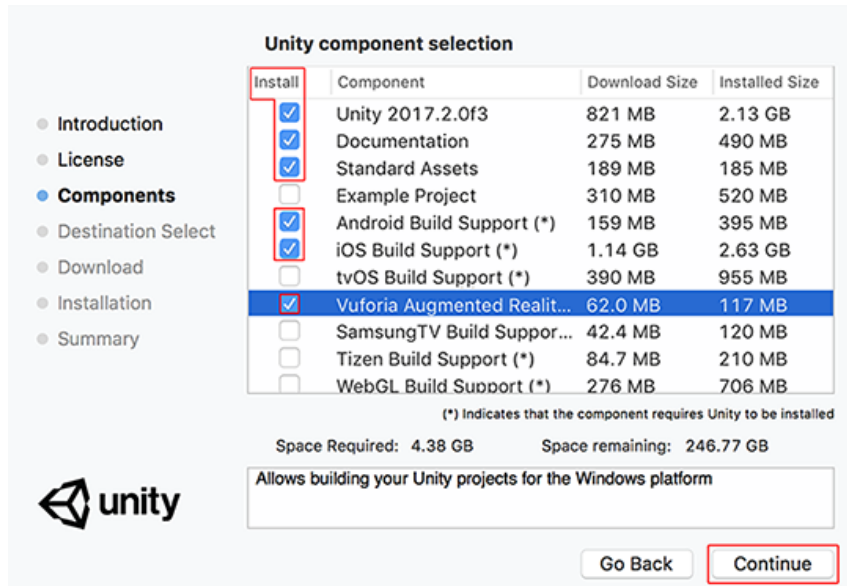 Unity component selection
Install Component Download Size Installed Size
Introduction
License
Components
Destination Select
Download
Installation
Summary
Unity 2017.2.0f3 821 MB 2.13 GB
Documentation 275 MB 490 MB
Standard Assets 189 MB 185 MB
Example Project 310 MB 520 MB
Android Build Support (*) 159 MB 395 MB
iOS Build Support (*) 1.14 GB 2.63 GB
tvOS Build Support (*) 390 MB 955 MB
Vuforia Augmented Realit... 62.0 MB 117 MB
SamsungTV Build Suppor... 42.4 MB 120 MB
Tizen Build Support (*) 84.7 MB 210 MB
WebGL Build Support (*) 276 MB 706 MB
(*) Indicates that the component requires Unity to be installed
Space Required: 4.38 GB Space remaining: 246.77 GB
Allows building your Unity projects for the Windows platform
unity
Go Back Continue